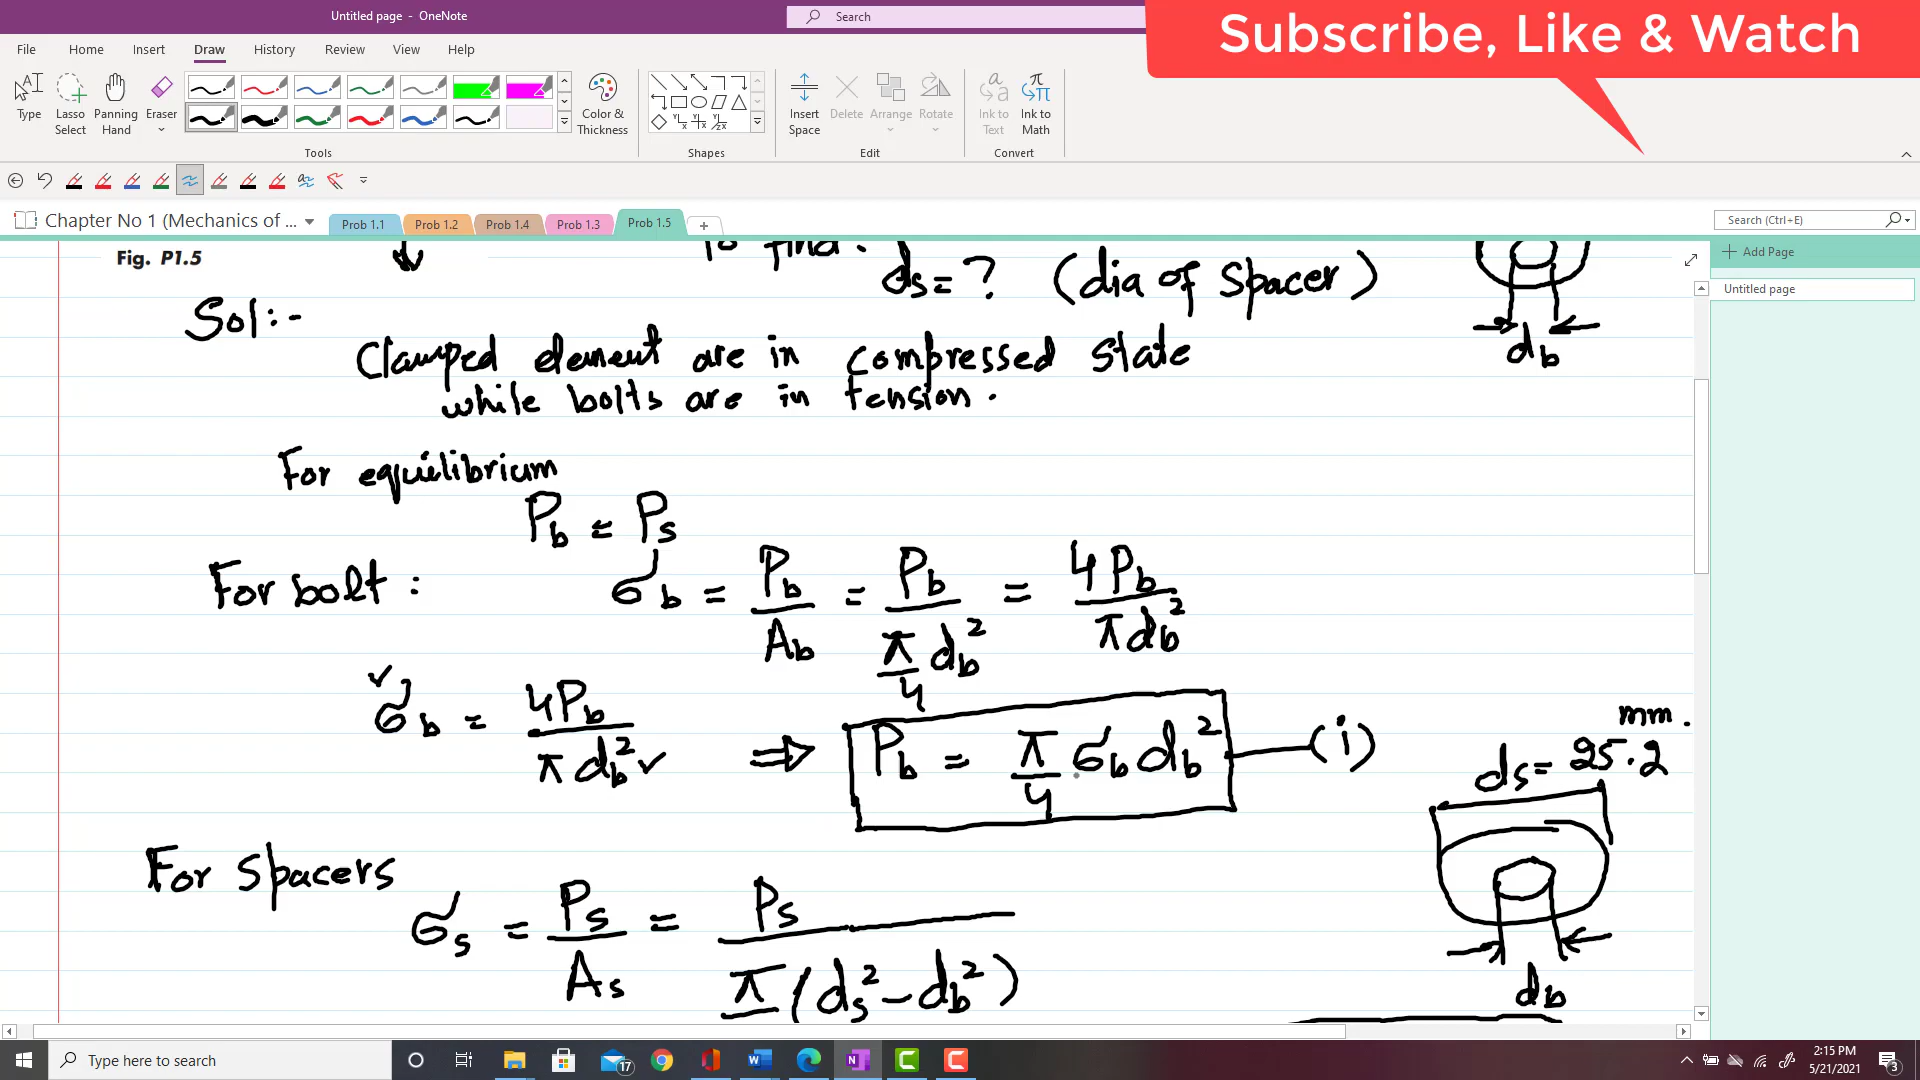 Untitled page - OneNote
Search
Subscribe, Like & Watch
File Home Insert Draw History Review View Help
Type
Lasso Select
Panning Hand
Eraser
Color & Thickness
Insert Space
Delete
Arrange
Rotate
Ink to Text
Ink to Math
Tools
Shapes
Edit
Convert
Chapter No 1 (Mechanics of ...
Prob 1.1
Prob 1.2
Prob 1.4
Prob 1.3
Prob 1.5
Search (Ctrl+E)
Add Page
Untitled page
Fig. P1.5
To find:
ds = ? (dia of spacer)
db
Sol:-
Clamped element are in compressed state
while bolts are in tension.
For equilibrium
Pb = Ps
For bolt: σb = Pb/Ab = Pb/(π/4 db²) = 4Pb/πdb²
σb = 4Pb/πdb² ⇒ Pb = π/4 σb db² —(i)
mm.
ds = 25.2
For Spacers
σs = Ps/As = Ps/π(ds² - db²)
db
Type here to search
17
2:15 PM
5/21/2021
3